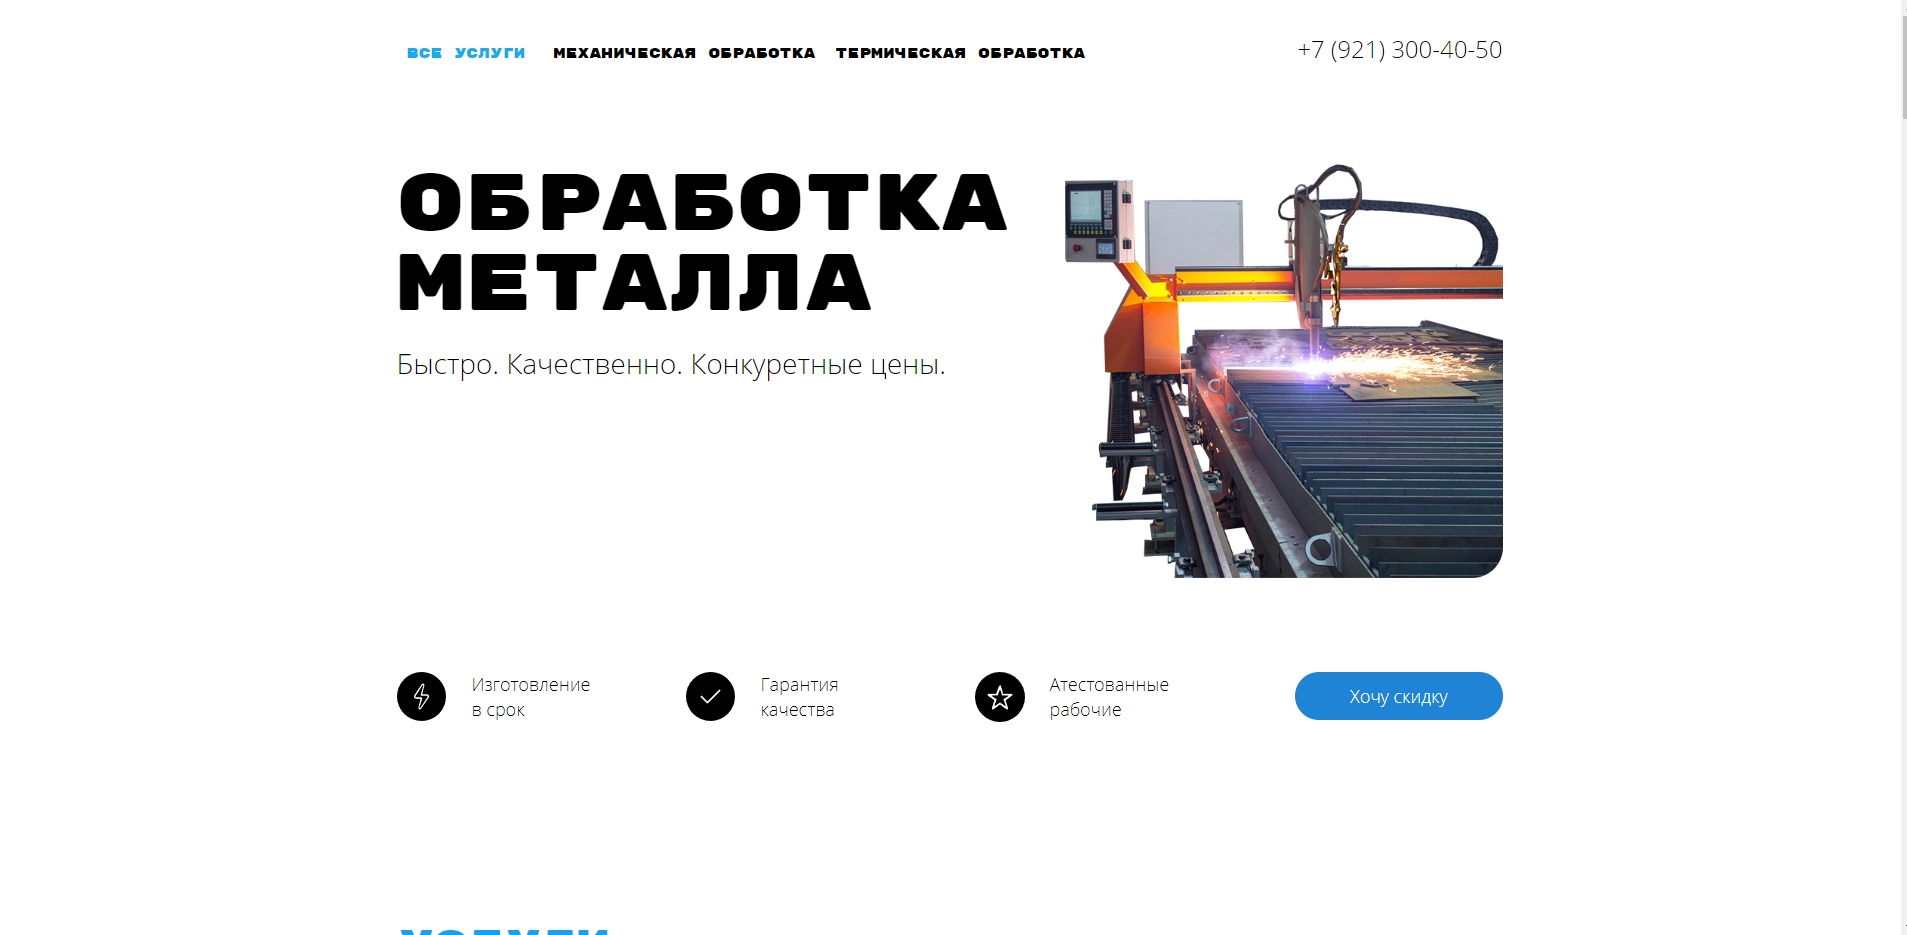 ВСЕ УСЛУГИ МЕХАНИЧЕСКАЯ ОБРАБОТКА ТЕРМИЧЕСКАЯ ОБРАБОТКА +7 (921) 300-40-50
ОБРАБОТКА
МЕТАЛЛА
Быстро. Качественно. Конкуретные цены.
Изготовление
в срок
Гарантия
качества
Атестованные
рабочие
Хочу скидку
УСЛУГИ